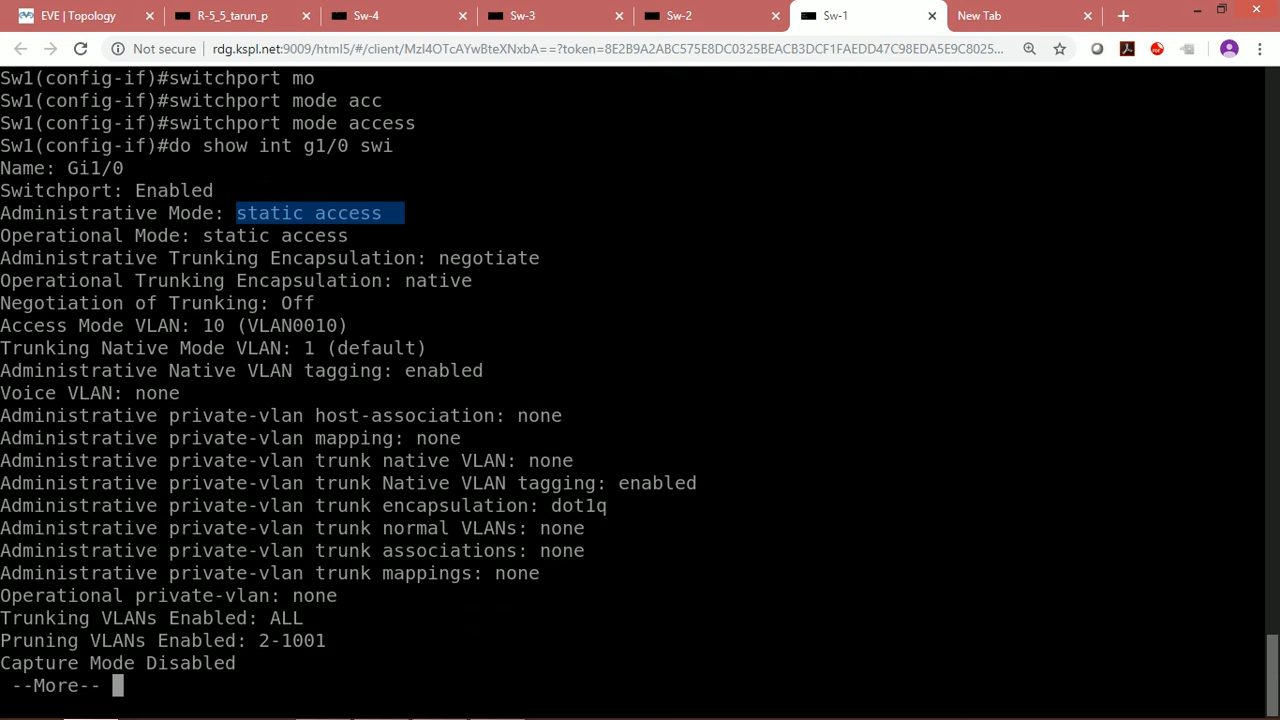 EVE | Topology
R-5_5_tarun_p
Sw-4
Sw-3
Sw-2
Sw-1
New Tab
Not secure
rdg.kspl.net:9009/html5/#/client/MzI4OTcAYwBteXNxbA==?token=8E2B9A2ABC575E8DC0325BEACB3DCF1FAEDD47C98EDA5E9C8025...
Sw1(config-if)#switchport mo
Sw1(config-if)#switchport mode acc
Sw1(config-if)#switchport mode access
Sw1(config-if)#do show int g1/0 swi
Name: Gi1/0
Switchport: Enabled
Administrative Mode: static access
Operational Mode: static access
Administrative Trunking Encapsulation: negotiate
Operational Trunking Encapsulation: native
Negotiation of Trunking: Off
Access Mode VLAN: 10 (VLAN0010)
Trunking Native Mode VLAN: 1 (default)
Administrative Native VLAN tagging: enabled
Voice VLAN: none
Administrative private-vlan host-association: none
Administrative private-vlan mapping: none
Administrative private-vlan trunk native VLAN: none
Administrative private-vlan trunk Native VLAN tagging: enabled
Administrative private-vlan trunk encapsulation: dot1q
Administrative private-vlan trunk normal VLANs: none
Administrative private-vlan trunk associations: none
Administrative private-vlan trunk mappings: none
Operational private-vlan: none
Trunking VLANs Enabled: ALL
Pruning VLANs Enabled: 2-1001
Capture Mode Disabled
--More--